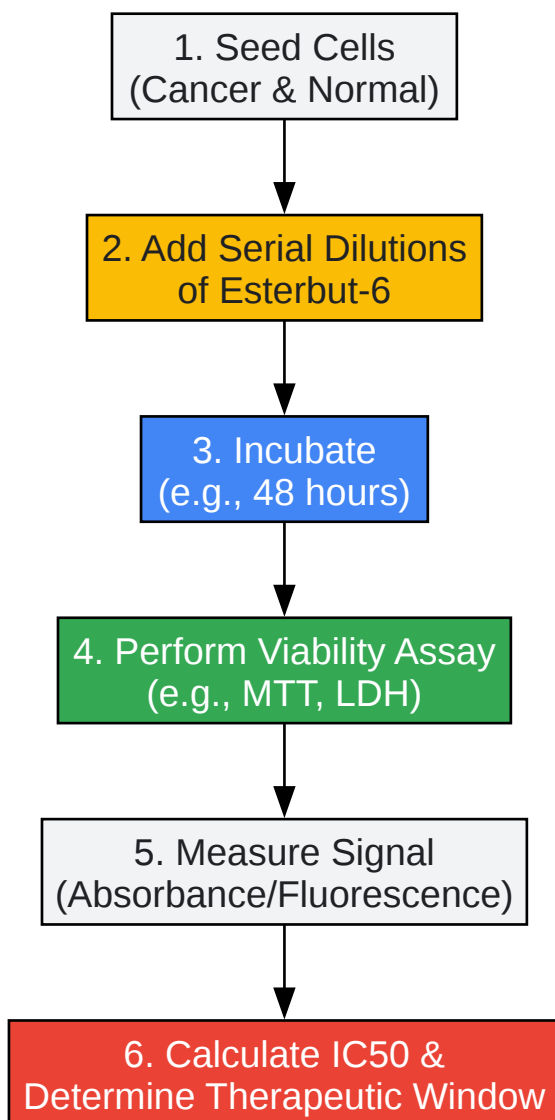 1. Seed Cells
(Cancer & Normal)
2. Add Serial Dilutions
of Esterbut-6
3. Incubate
(e.g., 48 hours)
4. Perform Viability Assay
(e.g., MTT, LDH)
5. Measure Signal
(Absorbance/Fluorescence)
6. Calculate IC50 &
Determine Therapeutic Window